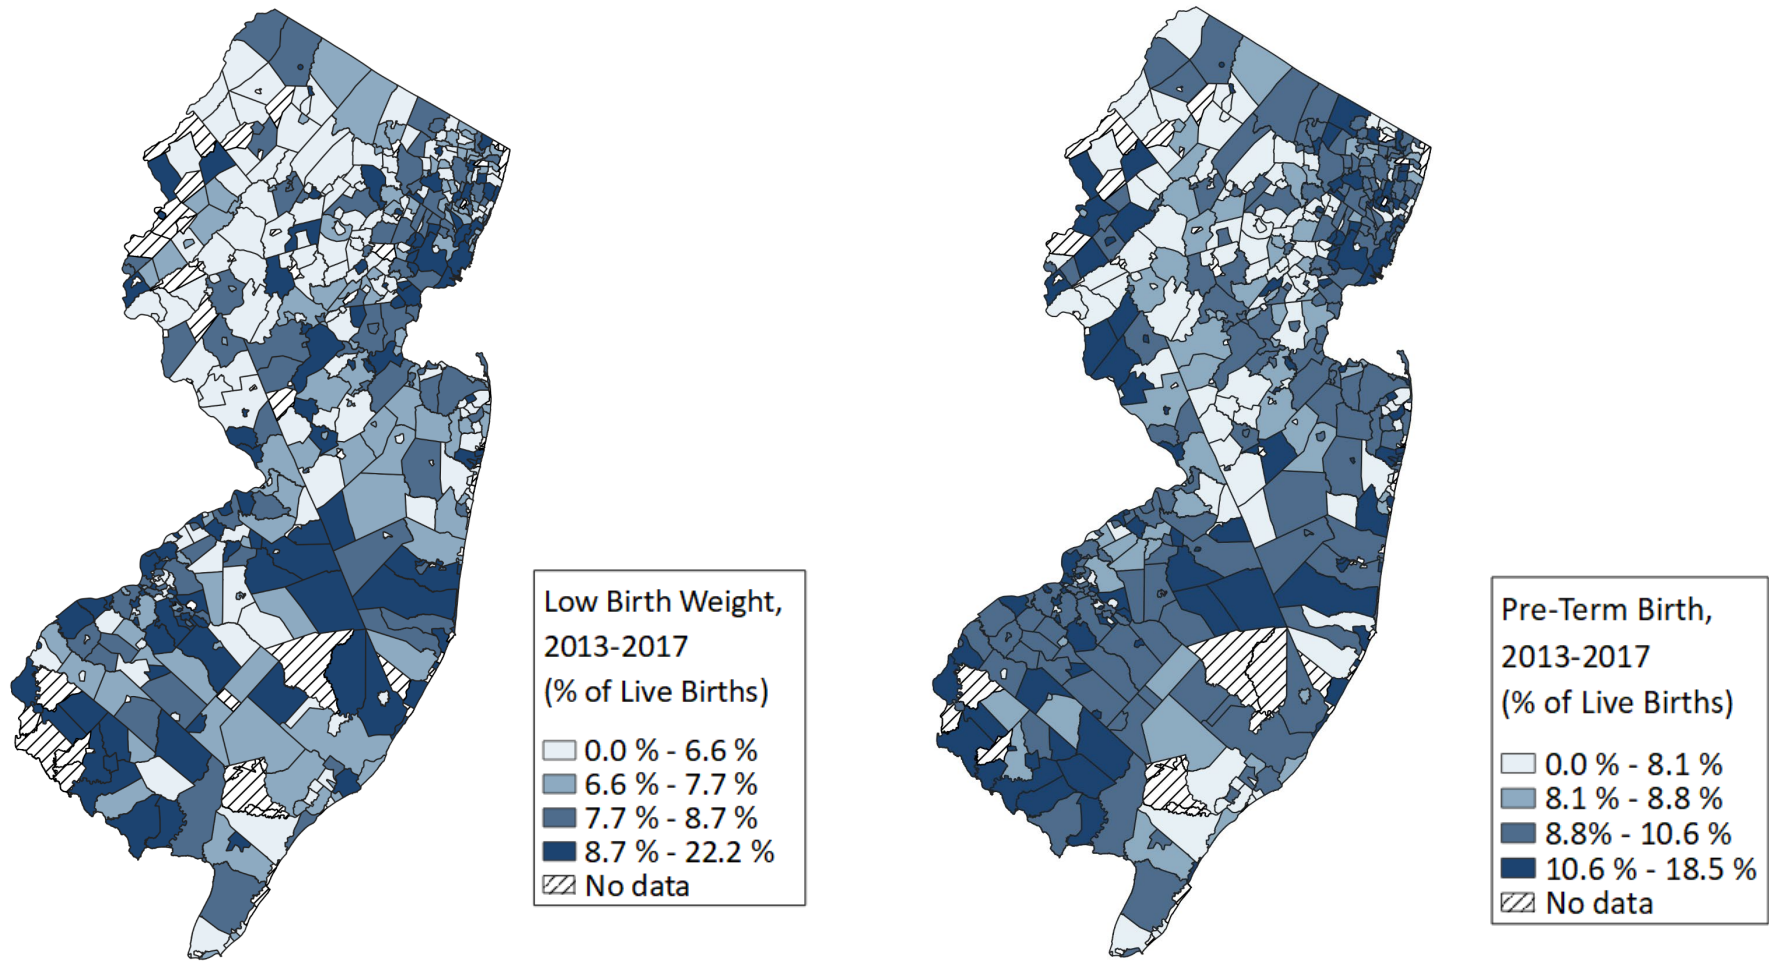 Low Birth Weight,
2013-2017
(% of Live Births)
0.0 % - 6.6 %
6.6 % - 7.7 %
7.7 % - 8.7 %
8.7 % - 22.2 %
No data
Pre-Term Birth,
2013-2017
(% of Live Births)
0.0 % - 8.1 %
8.1 % - 8.8 %
8.8% - 10.6 %
10.6 % - 18.5 %
No data